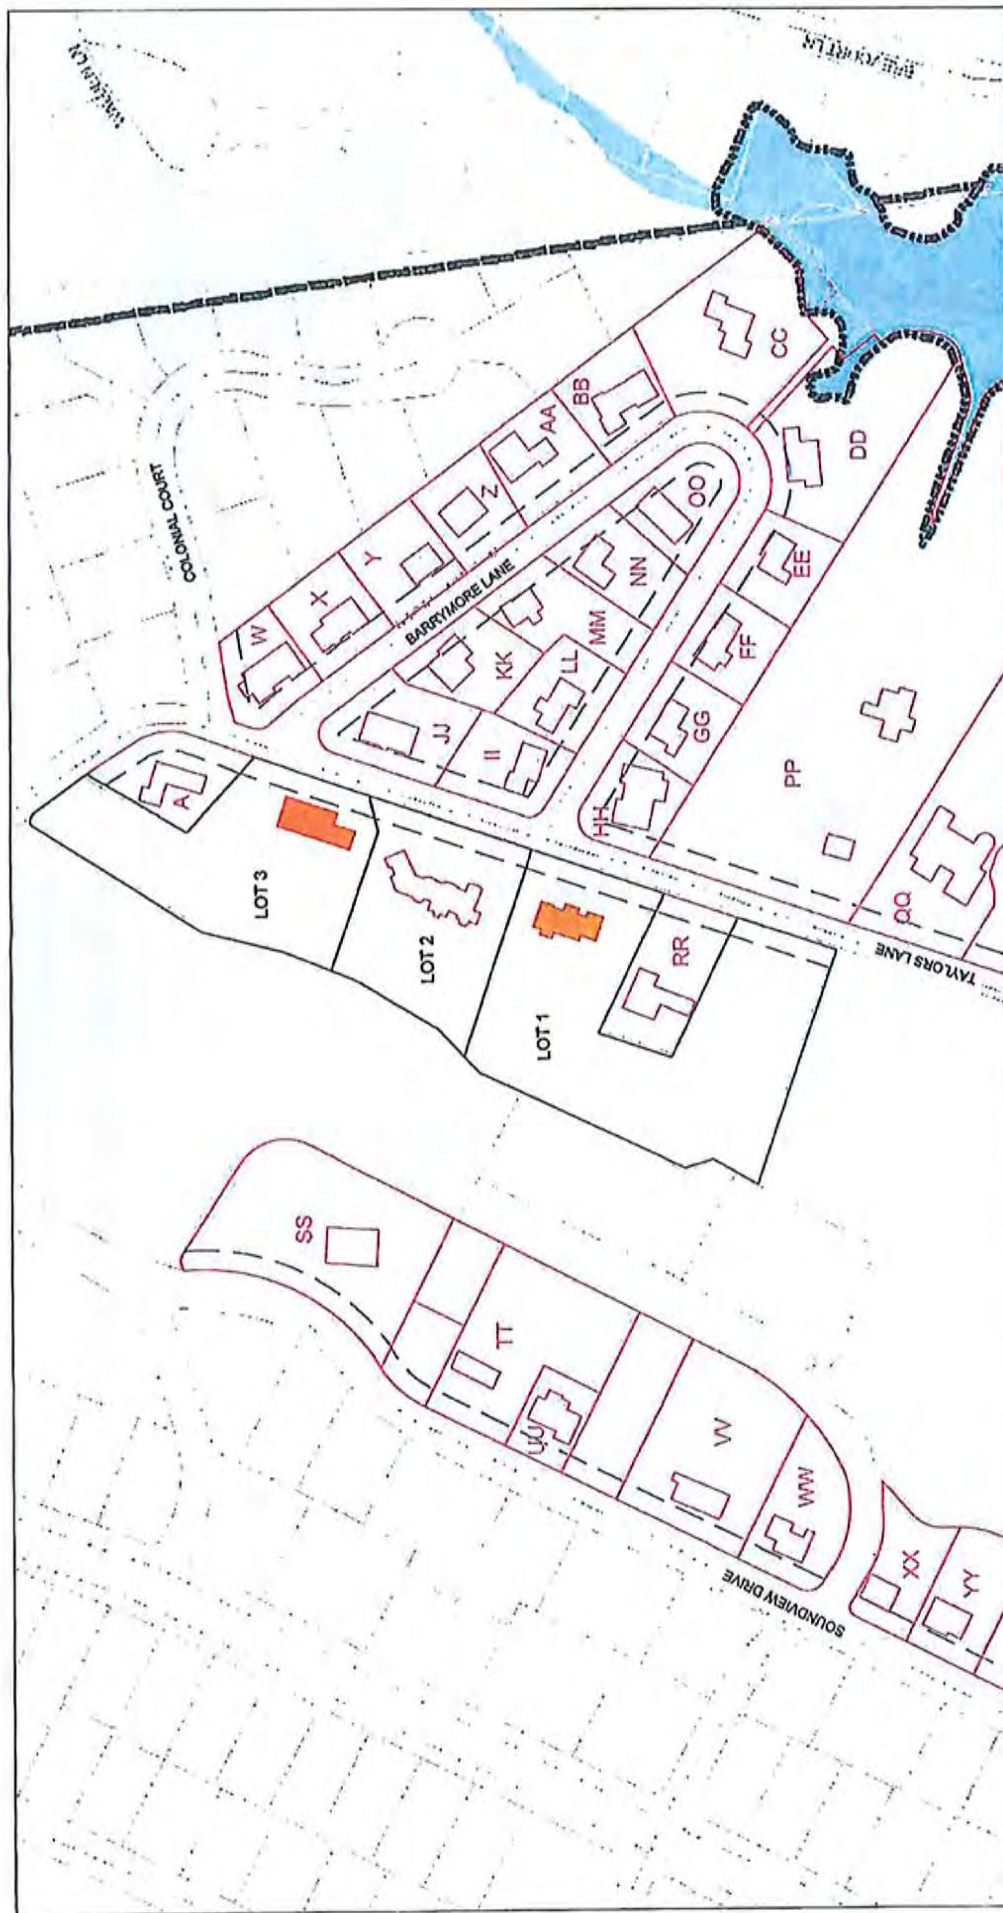 COLONIAL COURT
W
X
Y
Z
AA
BB
CC
BARRYMORE LANE
A
LOT 3
JJ
KK
MM
NN
OO
DD
II
LL
EE
LOT 2
HH
GG
FF
PP
LOT 1
RR
QQ
TAYLORS LANE
SS
TT
UU
VV
WW
XX
YY
SOUNDVIEW DRIVE